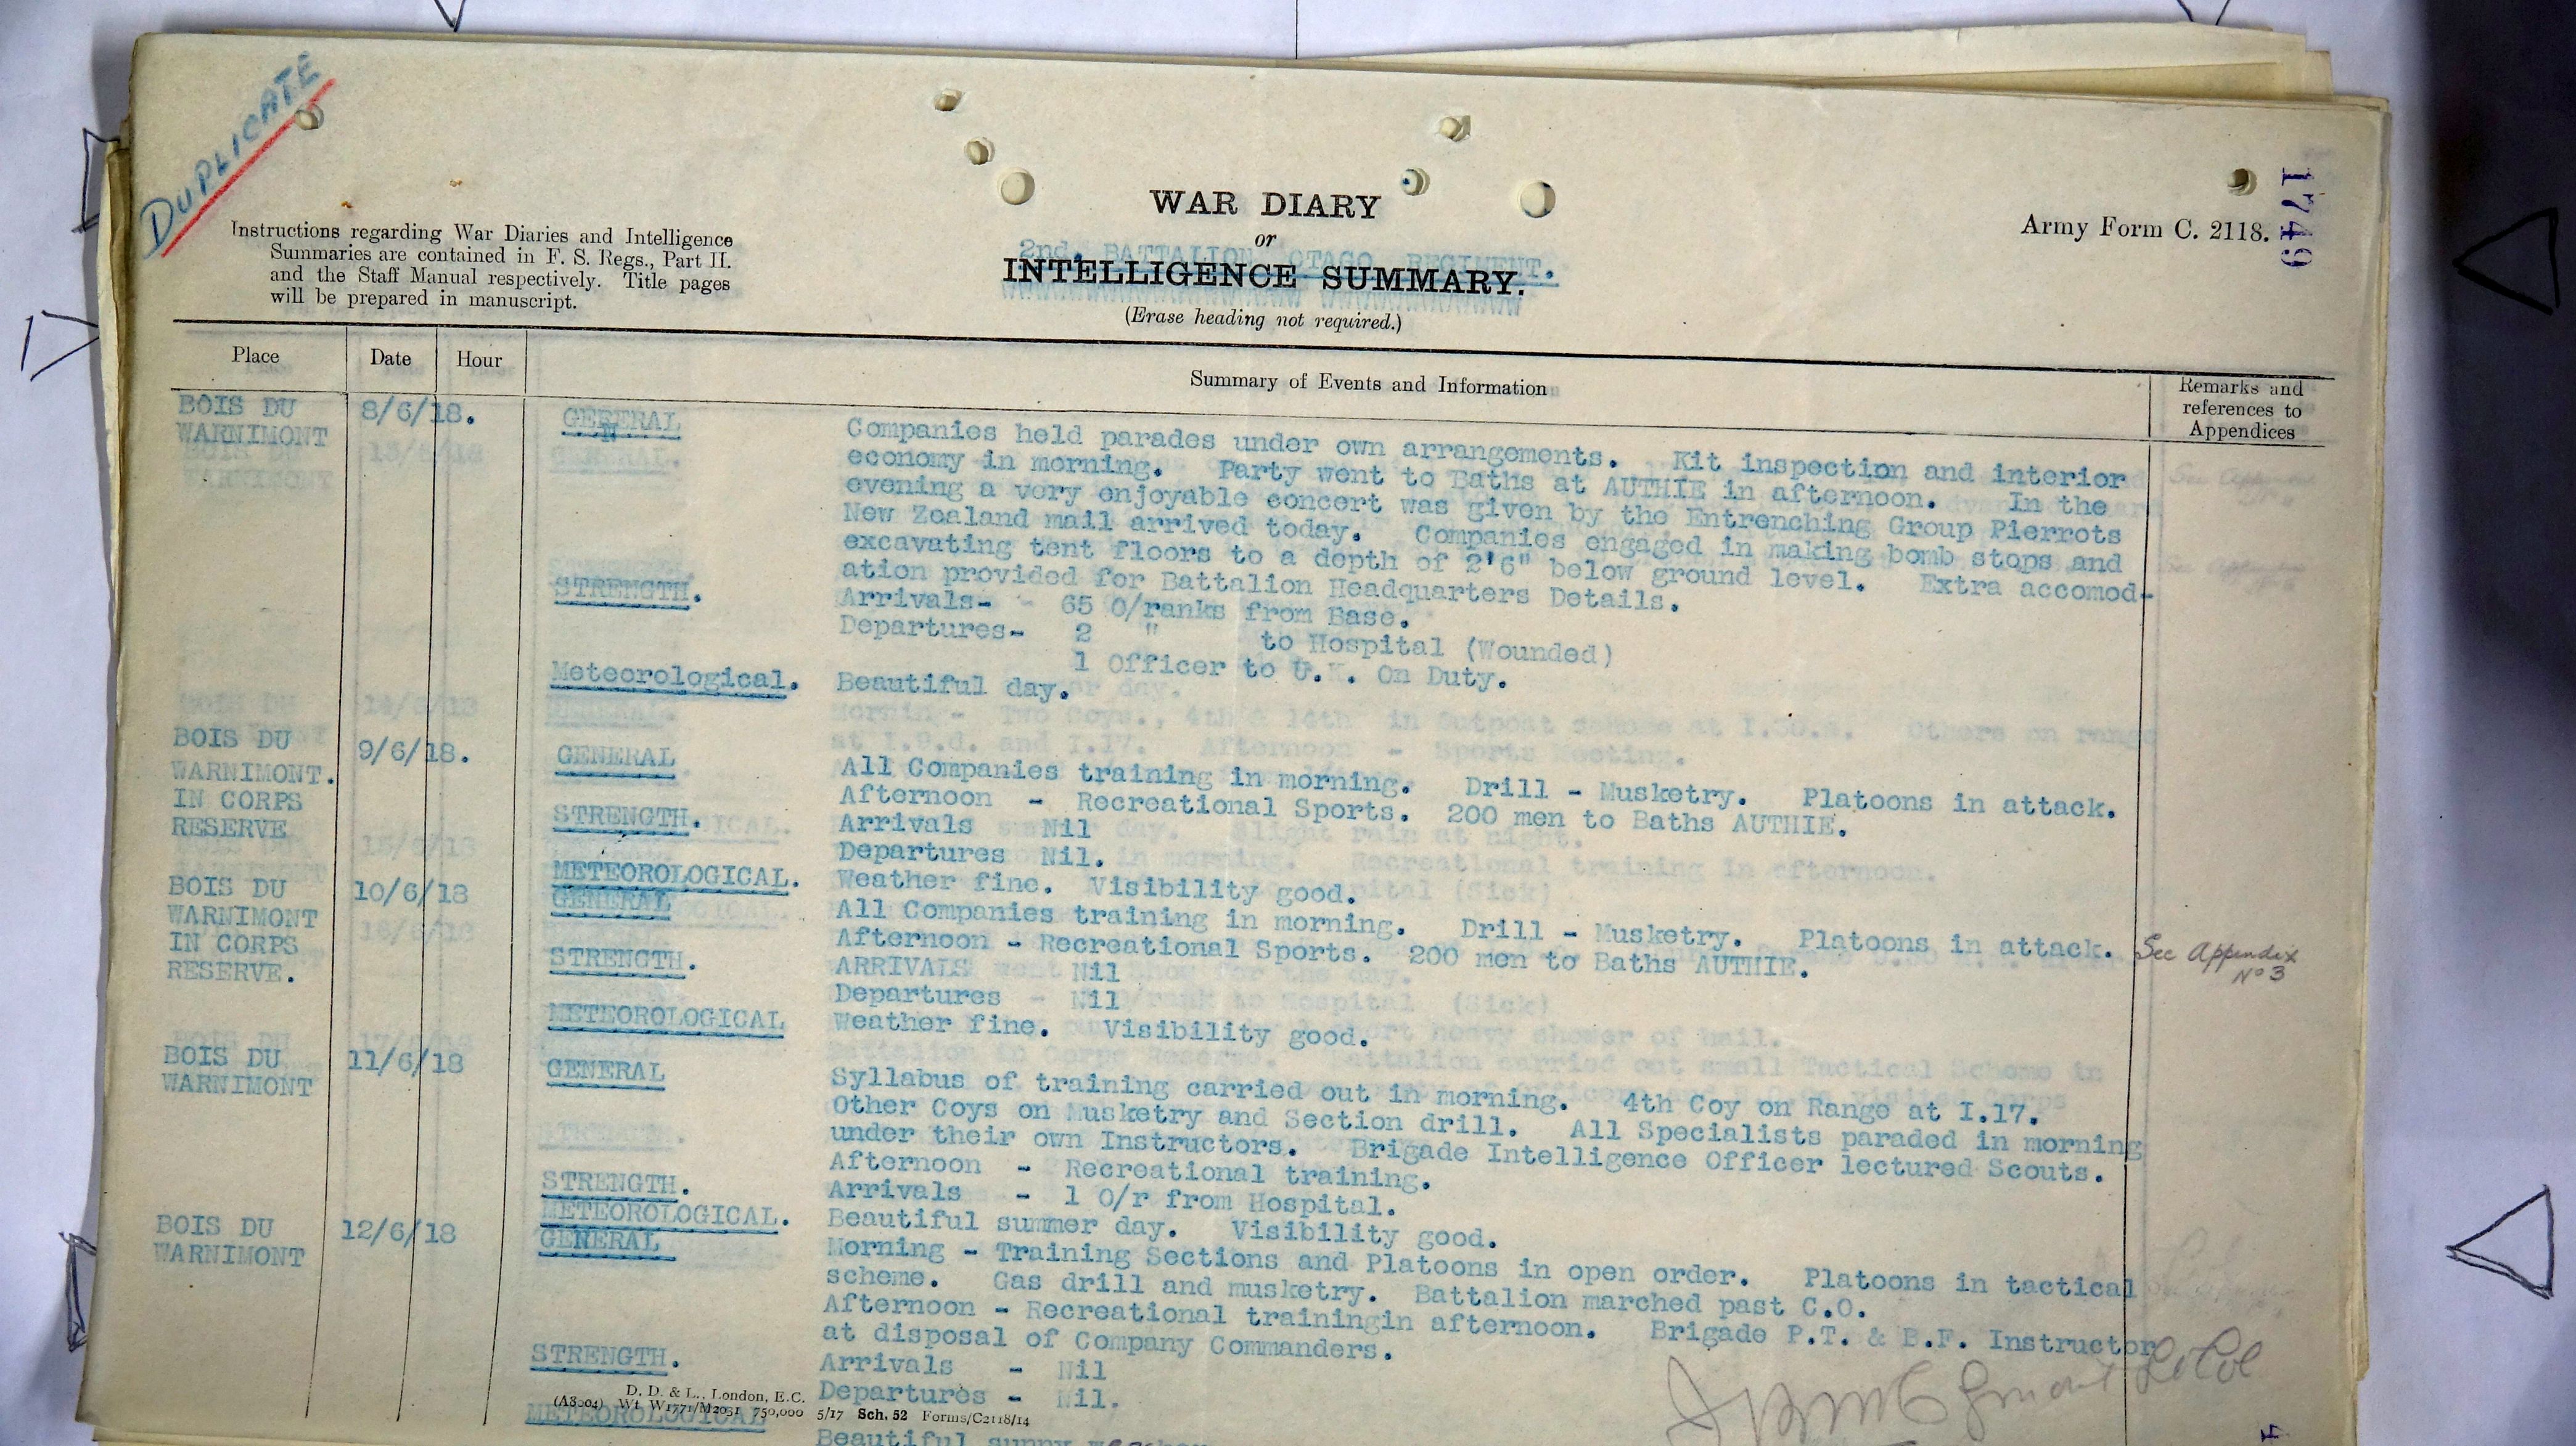 DUPLICATE
Instructions regarding War Diaries and Intelligence
Summaries are contained in F. S. Regs., Part II.
and the Staff Manual respectively. Title pages
will be prepared in manuscript.
WAR DIARY
or
2nd. BATTALION OTAGO REGIMENT.
INTELLIGENCE SUMMARY.
(Erase heading not required.)
Army Form C. 2118.
1749
Place
Date
Hour
Summary of Events and Information
Remarks and
references to
Appendices
BOIS DU
WARNIMONT
8/6/18.
GENERAL
Companies held parades under own arrangements. Kit inspection and interior
economy in morning. Party went to Baths at AUTHIE in afternoon. In the
evening a very enjoyable concert was given by the Entrenching Group Pierrots
New Zealand mail arrived today. Companies engaged in making bomb stops and
excavating tent floors to a depth of 2'6" below ground level. Extra accomod-
ation provided for Battalion Headquarters Details.
STRENGTH.
Arrivals- 65 O/ranks from Base.
Departures- 2 " to Hospital (Wounded)
1 Officer to U.K. On Duty.
Meteorological.
Beautiful day.
BOIS DU
WARNIMONT.
IN CORPS
RESERVE
9/6/18.
GENERAL
All Companies training in morning. Drill - Musketry. Platoons in attack.
Afternoon - Recreational Sports. 200 men to Baths AUTHIE.
STRENGTH.
Arrivals Nil
Departures Nil.
METEOROLOGICAL.
Weather fine. Visibility good.
BOIS DU
WARNIMONT
IN CORPS
RESERVE.
10/6/18
GENERAL
All Companies training in morning. Drill - Musketry. Platoons in attack.
Afternoon - Recreational Sports. 200 men to Baths AUTHIE.
See Appendix
No 3
STRENGTH.
ARRIVALS Nil
Departures - Nil
METEOROLOGICAL
Weather fine. Visibility good.
BOIS DU
WARNIMONT
11/6/18
GENERAL
Syllabus of training carried out in morning. 4th Coy on Range at I.17.
Other Coys on Musketry and Section drill. All Specialists paraded in morning
under their own Instructors. Brigade Intelligence Officer lectured Scouts.
Afternoon - Recreational training.
STRENGTH.
Arrivals - 1 O/r from Hospital.
METEOROLOGICAL.
Beautiful summer day. Visibility good.
BOIS DU
WARNIMONT
12/6/18
GENERAL
Morning - Training Sections and Platoons in open order. Platoons in tactical
scheme. Gas drill and musketry. Battalion marched past C.O.
Afternoon - Recreational trainingin afternoon. Brigade P.T. & B.F. Instructor
at disposal of Company Commanders.
STRENGTH.
Arrivals - Nil
Departures - Nil.
METEOROLOGICAL
Beautiful sunny
D. D. & L., London, E.C.
(A8004) Wt W1771/M2031 750,000 5/17 Sch. 52 Forms/C2118/14
Lt Col